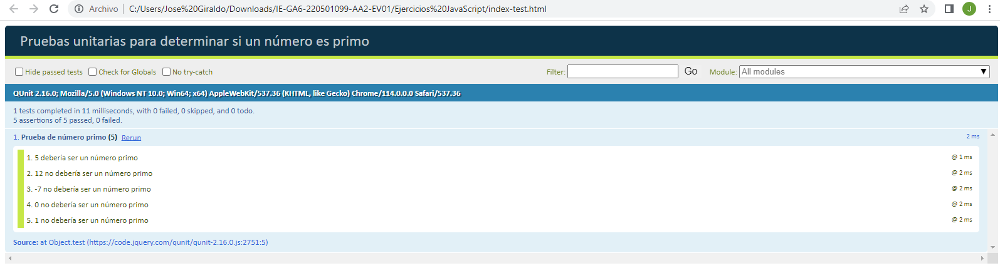 Archivo C:/Users/Jose%20Giraldo/Downloads/IE-GA6-220501099-AA2-EV01/Ejercicios%20JavaScript/index-test.html J
Pruebas unitarias para determinar si un número es primo
Hide passed tests Check for Globals No try-catch Filter: Go Module: All modules ▼
QUnit 2.16.0; Mozilla/5.0 (Windows NT 10.0; Win64; x64) AppleWebKit/537.36 (KHTML, like Gecko) Chrome/114.0.0.0 Safari/537.36
1 tests completed in 11 milliseconds, with 0 failed, 0 skipped, and 0 todo.
5 assertions of 5 passed, 0 failed.
1. Prueba de número primo (5) Rerun 2 ms
1. 5 debería ser un número primo @ 1 ms
2. 12 no debería ser un número primo @ 2 ms
3. -7 no debería ser un número primo @ 2 ms
4. 0 no debería ser un número primo @ 2 ms
5. 1 no debería ser un número primo @ 2 ms
Source: at Object.test (https://code.jquery.com/qunit/qunit-2.16.0.js:2751:5)